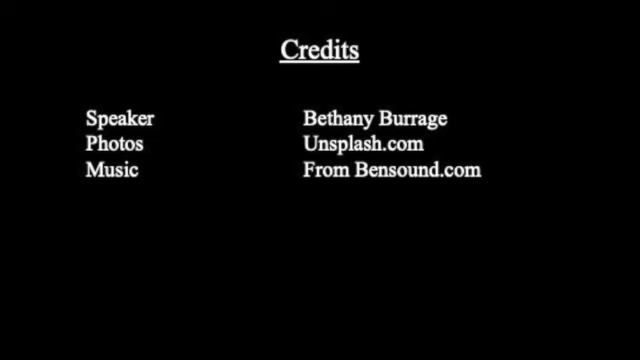 Credits
Speaker Bethany Burrage
Photos Unsplash.com
Music From Bensound.com